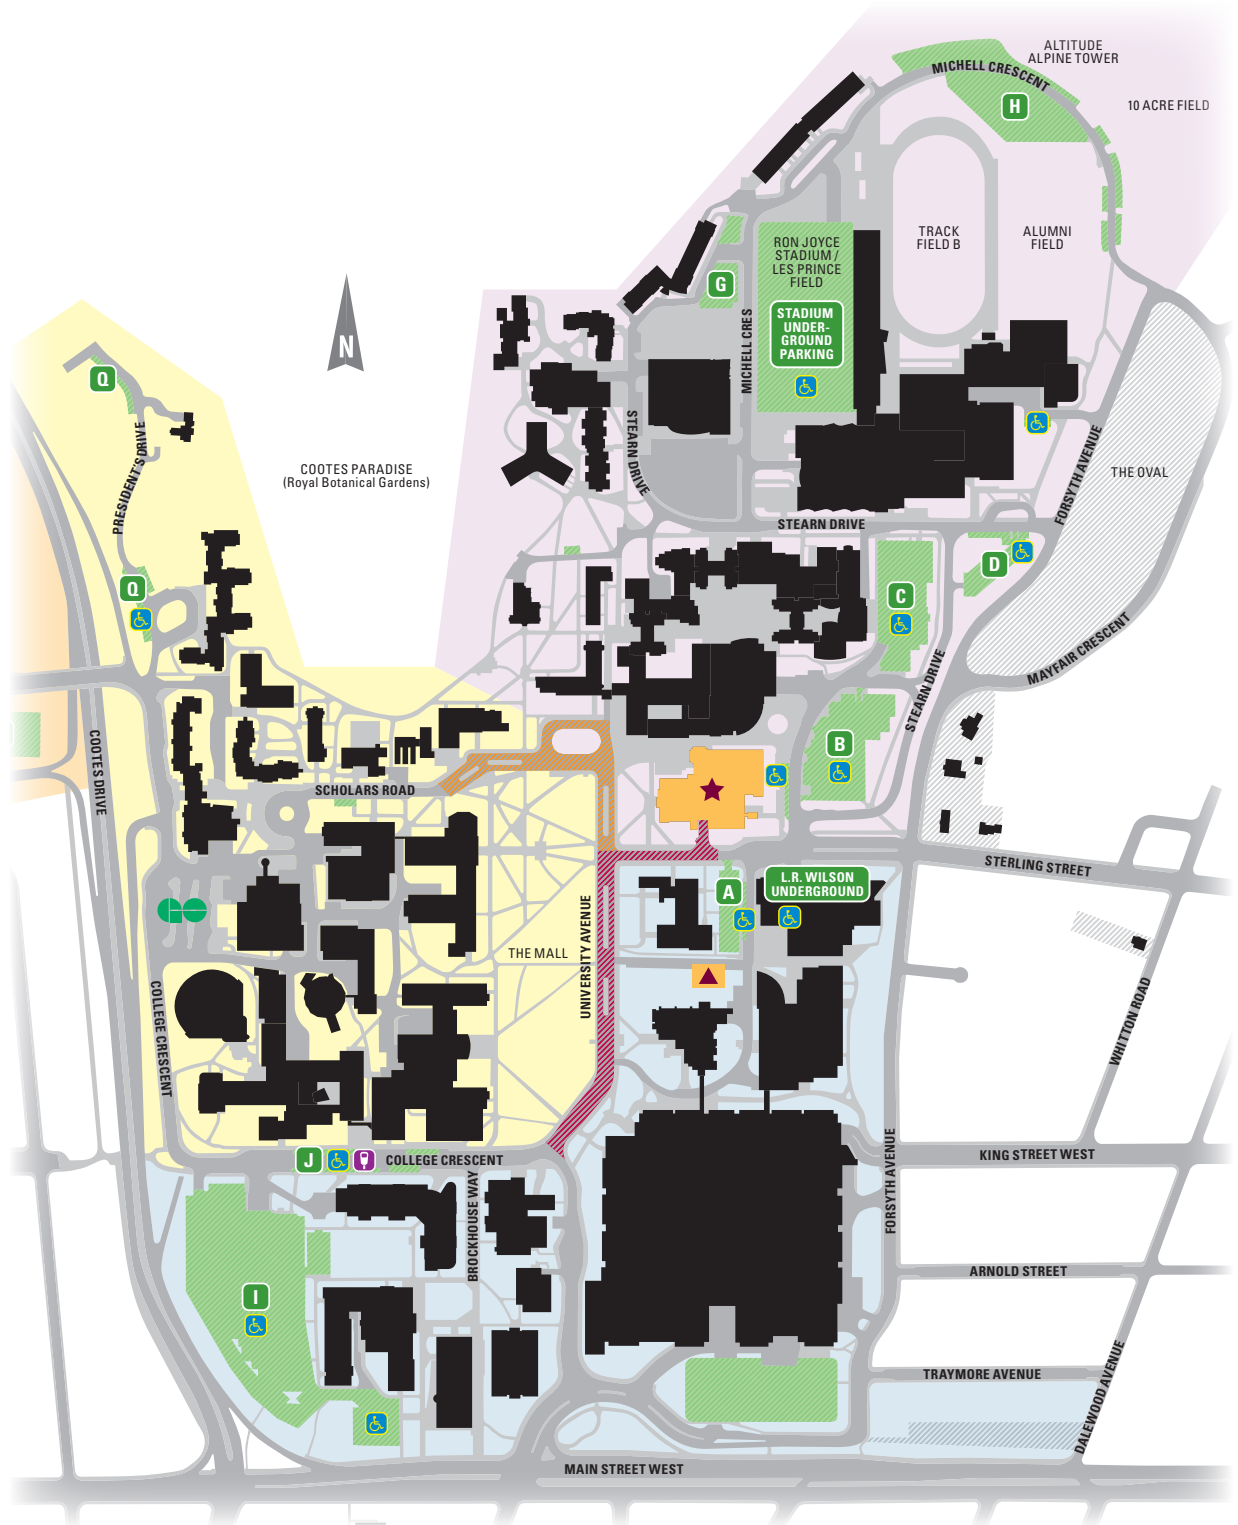 ALTITUDE
ALPINE TOWER
MICHELL CRESCENT
H
10 ACRE FIELD
TRACK
FIELD B
ALUMNI
FIELD
RON JOYCE
STADIUM /
LES PRINCE
FIELD
G
STADIUM
UNDER-
GROUND
PARKING
MICHELL CRES
N
Q
PRESIDENT'S DRIVE
COOTES PARADISE
(Royal Botanical Gardens)
STEARN DRIVE
FORSYTH AVENUE
THE OVAL
STEARN DRIVE
D
Q
C
MAYFAIR CRESCENT
STEARN DRIVE
B
COOTES DRIVE
SCHOLARS ROAD
STERLING STREET
L.R. WILSON
UNDERGROUND
A
UNIVERSITY AVENUE
THE MALL
COLLEGE CRESCENT
WHITTON ROAD
J
COLLEGE CRESCENT
KING STREET WEST
FORSYTH AVENUE
BROCKHOUSE WAY
ARNOLD STREET
I
TRAYMORE AVENUE
DALEWOOD AVENUE
MAIN STREET WEST